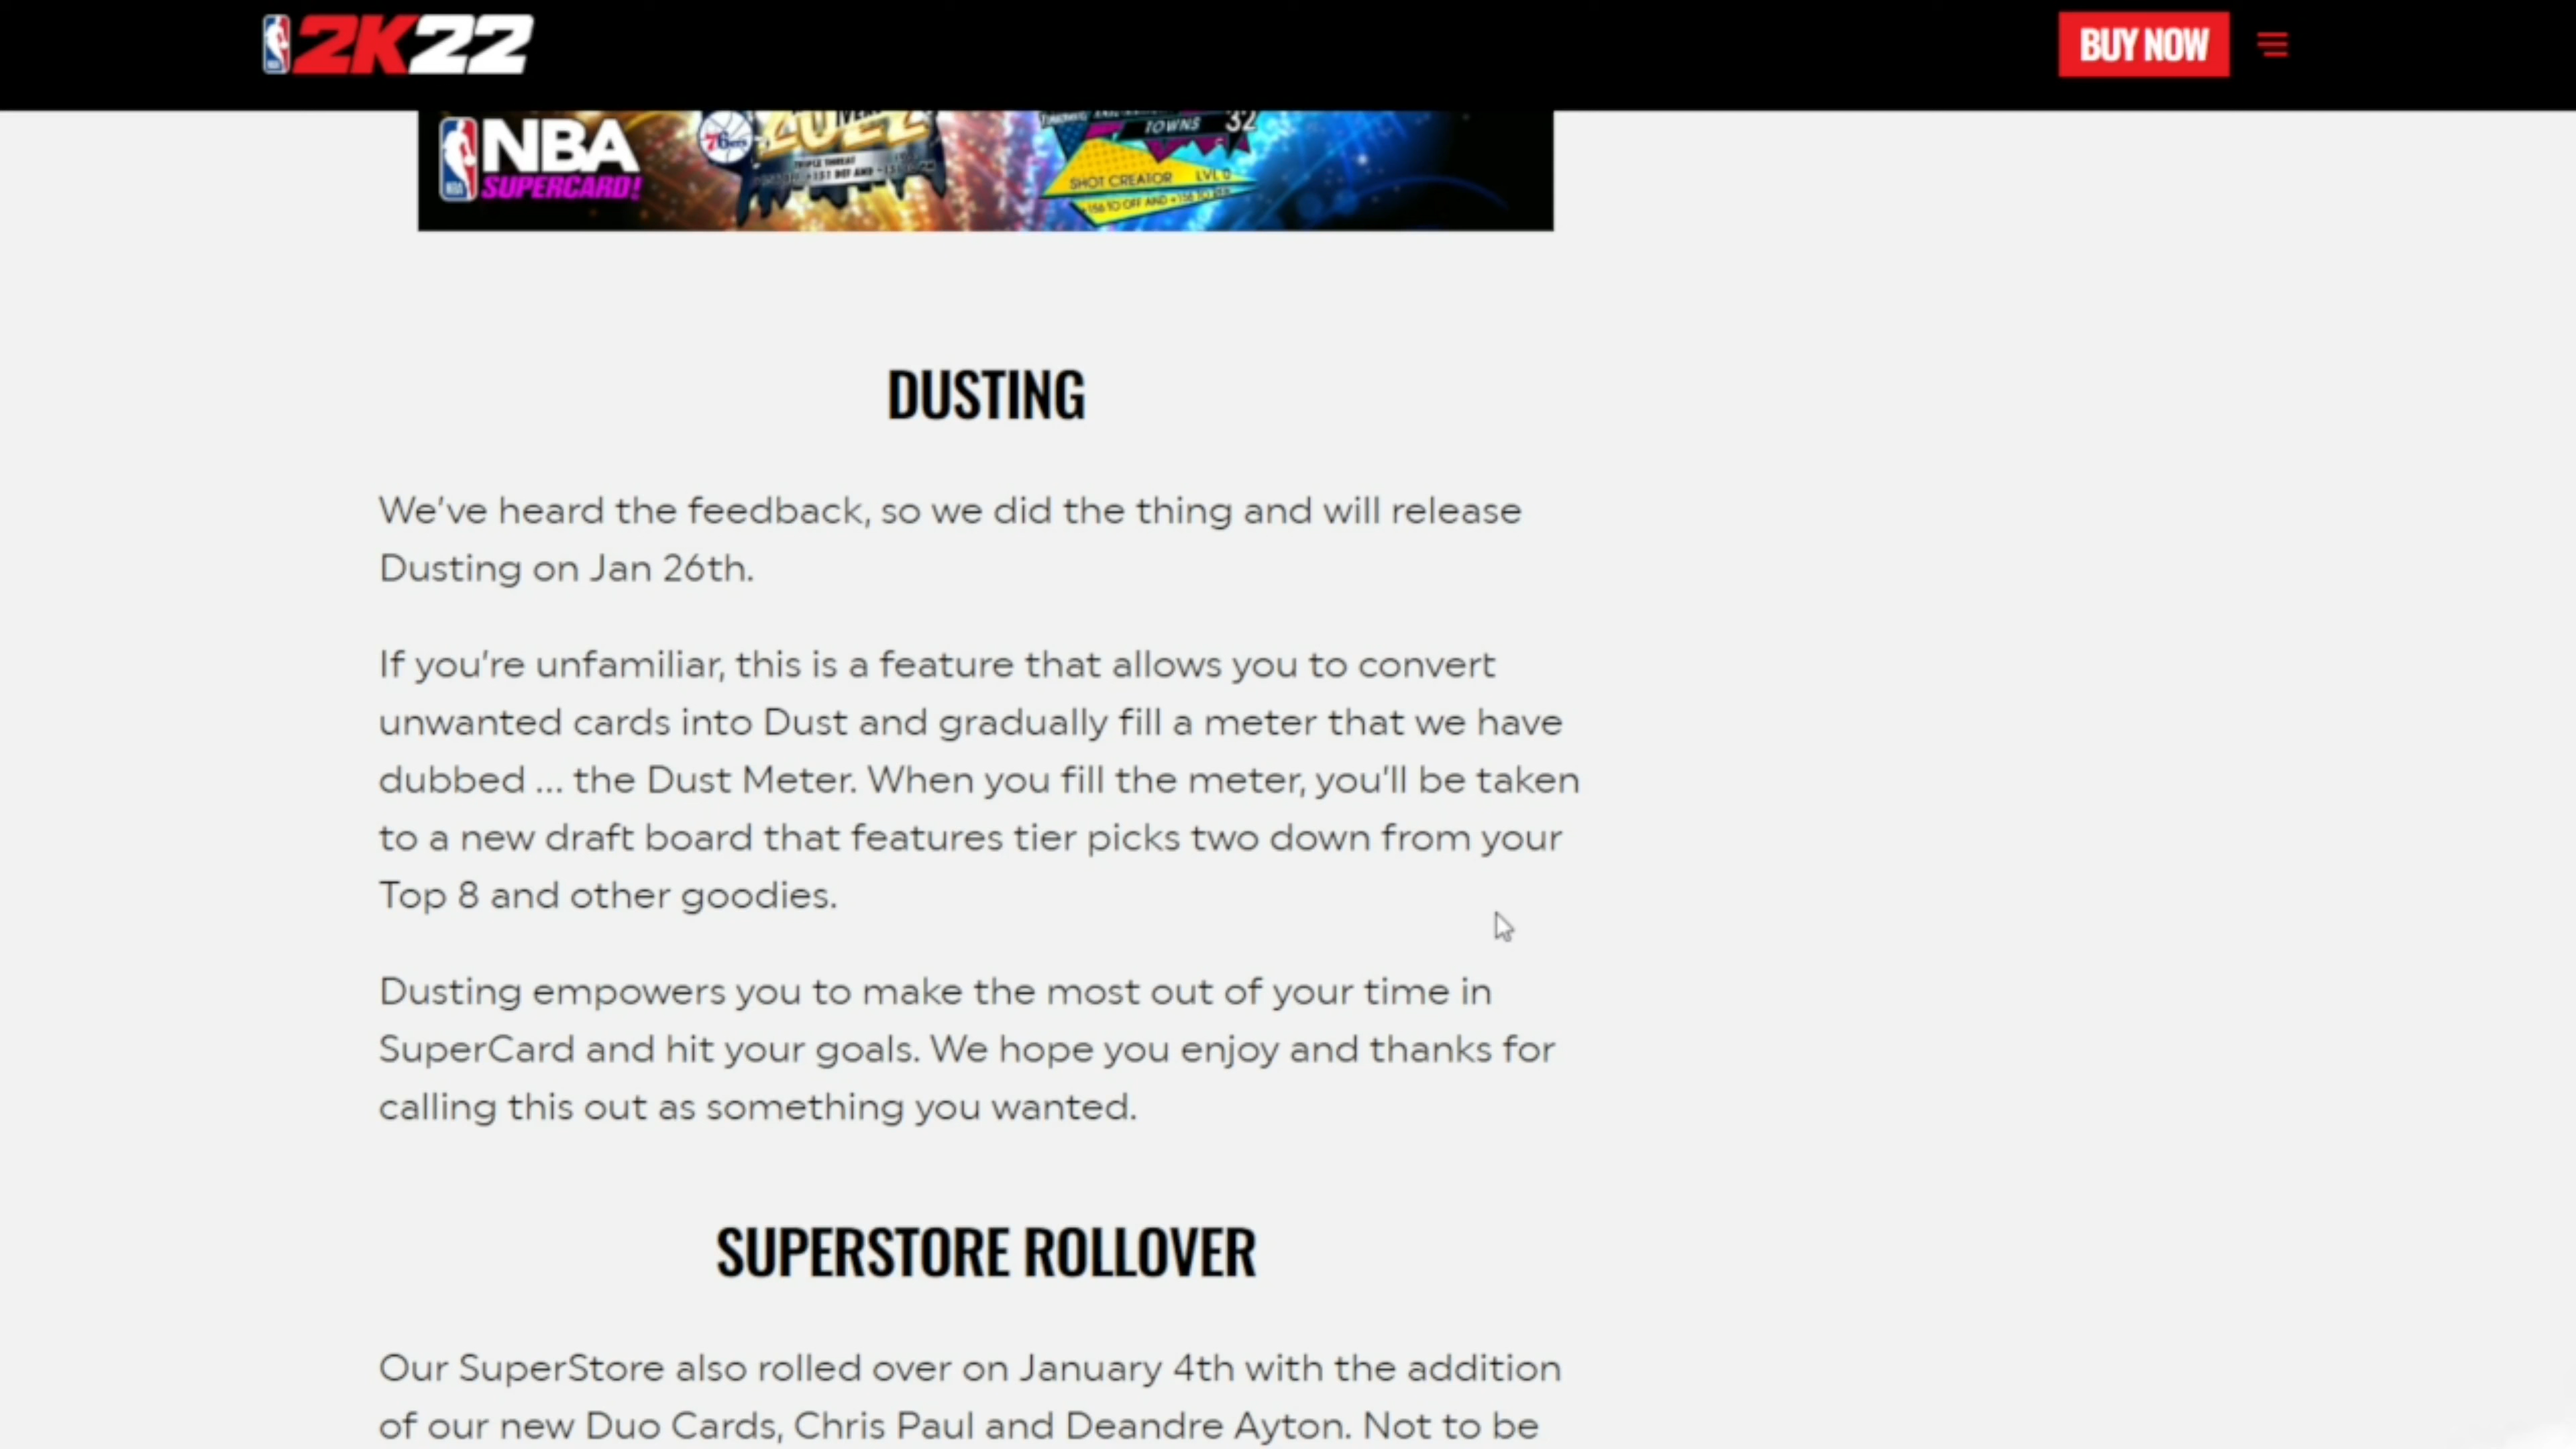 NBA 2K22
BUY NOW
NBA
SUPERCARD!
76ers
2022
TRIPLE THREAT
TOWNS 32
SHOT CREATOR LVL 0
DUSTING
We've heard the feedback, so we did the thing and will release
Dusting on Jan 26th.
If you're unfamiliar, this is a feature that allows you to convert
unwanted cards into Dust and gradually fill a meter that we have
dubbed ... the Dust Meter. When you fill the meter, you'll be taken
to a new draft board that features tier picks two down from your
Top 8 and other goodies.
Dusting empowers you to make the most out of your time in
SuperCard and hit your goals. We hope you enjoy and thanks for
calling this out as something you wanted.
SUPERSTORE ROLLOVER
Our SuperStore also rolled over on January 4th with the addition
of our new Duo Cards, Chris Paul and Deandre Ayton. Not to be